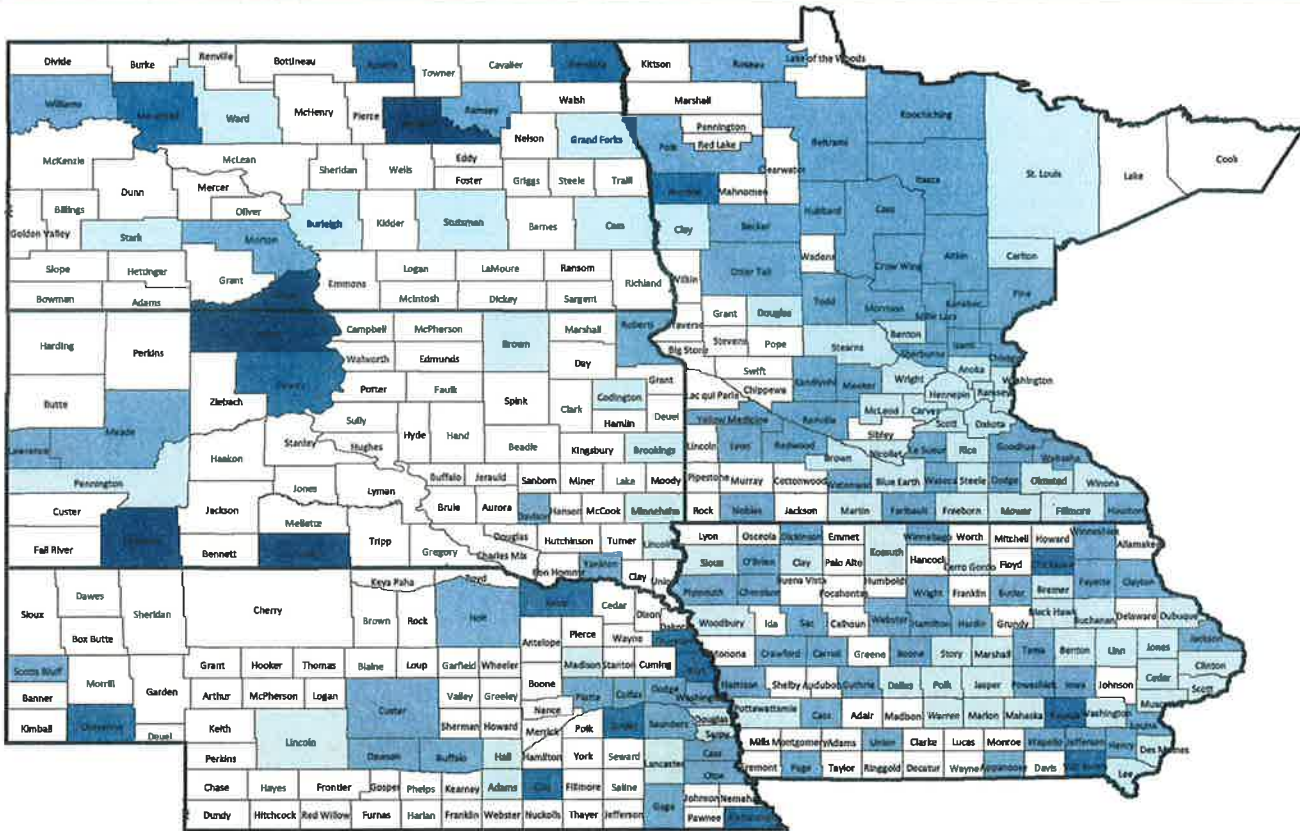 Divide
Burke
Renville
Bottineau
Rolette
Towner
Cavalier
Pembina
Williams
Mountrail
Ward
McHenry
Pierce
Benson
Ramsey
Walsh
Nelson
Grand Forks
McKenzie
McLean
Sheridan
Wells
Eddy
Foster
Griggs
Steele
Traill
Dunn
Mercer
Oliver
Billings
Golden Valley
Stark
Morton
Burleigh
Kidder
Stutsman
Barnes
Cass
Slope
Hettinger
Grant
Emmons
Logan
LaMoure
Ransom
Richland
Bowman
Adams
McIntosh
Dickey
Sargent
Harding
Perkins
Campbell
McPherson
Brown
Marshall
Roberts
Walworth
Edmunds
Day
Butte
Ziebach
Dewey
Potter
Faulk
Spink
Grant
Clark
Codington
Hamlin
Deuel
Meade
Lawrence
Sully
Hyde
Hand
Beadle
Kingsbury
Brookings
Stanley
Hughes
Haakon
Pennington
Jones
Lyman
Buffalo
Jerauld
Sanborn
Miner
Lake
Moody
Custer
Jackson
Mellette
Brule
Aurora
Davison
Hanson
McCook
Minnehaha
Fall River
Bennett
Tripp
Gregory
Douglas
Charles Mix
Hutchinson
Turner
Lincoln
Bon Homme
Yankton
Clay
Union
Kittson
Roseau
Lake of the Woods
Marshall
Pennington
Red Lake
Polk
Beltrami
Koochiching
Clearwater
Itasca
St. Louis
Lake
Cook
Norman
Mahnomen
Hubbard
Cass
Clay
Becker
Wadena
Crow Wing
Aitkin
Carlton
Wilkin
Otter Tail
Todd
Morrison
Mille Lacs
Kanabec
Pine
Grant
Douglas
Traverse
Stevens
Pope
Stearns
Benton
Isanti
Big Stone
Swift
Sherburne
Chisago
Anoka
Washington
Lac qui Parle
Chippewa
Kandiyohi
Meeker
Wright
Hennepin
Ramsey
Yellow Medicine
Renville
McLeod
Carver
Scott
Dakota
Sibley
Lincoln
Lyon
Redwood
Nicollet
Le Sueur
Rice
Goodhue
Wabasha
Brown
Pipestone
Murray
Cottonwood
Watonwan
Blue Earth
Waseca
Steele
Dodge
Olmsted
Winona
Rock
Nobles
Jackson
Martin
Faribault
Freeborn
Mower
Fillmore
Houston
Sioux
Dawes
Sheridan
Cherry
Keya Paha
Boyd
Brown
Rock
Holt
Knox
Cedar
Dixon
Dakota
Box Butte
Antelope
Pierce
Wayne
Thurston
Scotts Bluff
Morrill
Garden
Grant
Hooker
Thomas
Blaine
Loup
Garfield
Wheeler
Boone
Madison
Stanton
Cuming
Burt
Banner
Arthur
McPherson
Logan
Custer
Valley
Greeley
Nance
Platte
Colfax
Dodge
Washington
Kimball
Cheyenne
Deuel
Keith
Lincoln
Sherman
Howard
Merrick
Polk
Butler
Saunders
Douglas
Sarpy
Perkins
Dawson
Buffalo
Hall
Hamilton
York
Seward
Lancaster
Cass
Otoe
Chase
Hayes
Frontier
Gosper
Phelps
Kearney
Adams
Clay
Fillmore
Saline
Gage
Johnson
Nemaha
Dundy
Hitchcock
Red Willow
Furnas
Harlan
Franklin
Webster
Nuckolls
Thayer
Jefferson
Pawnee
Richardson
Lyon
Osceola
Dickinson
Emmet
Kossuth
Winnebago
Worth
Mitchell
Howard
Winneshiek
Allamakee
Sioux
O'Brien
Clay
Palo Alto
Hancock
Cerro Gordo
Floyd
Chickasaw
Plymouth
Cherokee
Buena Vista
Pocahontas
Humboldt
Wright
Franklin
Butler
Bremer
Fayette
Clayton
Woodbury
Ida
Sac
Calhoun
Webster
Hamilton
Hardin
Grundy
Black Hawk
Buchanan
Delaware
Dubuque
Monona
Crawford
Carroll
Greene
Boone
Story
Marshall
Tama
Benton
Linn
Jones
Jackson
Clinton
Harrison
Shelby
Audubon
Guthrie
Dallas
Polk
Jasper
Poweshiek
Iowa
Johnson
Cedar
Scott
Pottawattamie
Cass
Adair
Madison
Warren
Marion
Mahaska
Keokuk
Washington
Louisa
Mills
Montgomery
Adams
Union
Clarke
Lucas
Monroe
Wapello
Jefferson
Henry
Des Moines
Page
Taylor
Ringgold
Decatur
Wayne
Appanoose
Davis
Van Buren
Lee